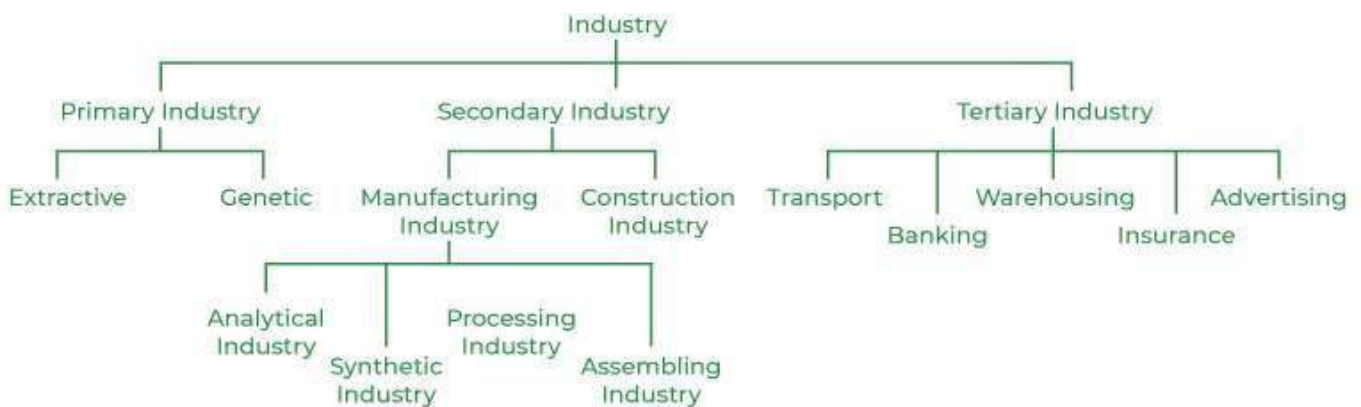 Industry
Primary Industry
Secondary Industry
Tertiary Industry
Extractive
Genetic
Manufacturing
Industry
Construction
Industry
Transport
Banking
Warehousing
Insurance
Advertising
Analytical
Industry
Synthetic
Industry
Processing
Industry
Assembling
Industry